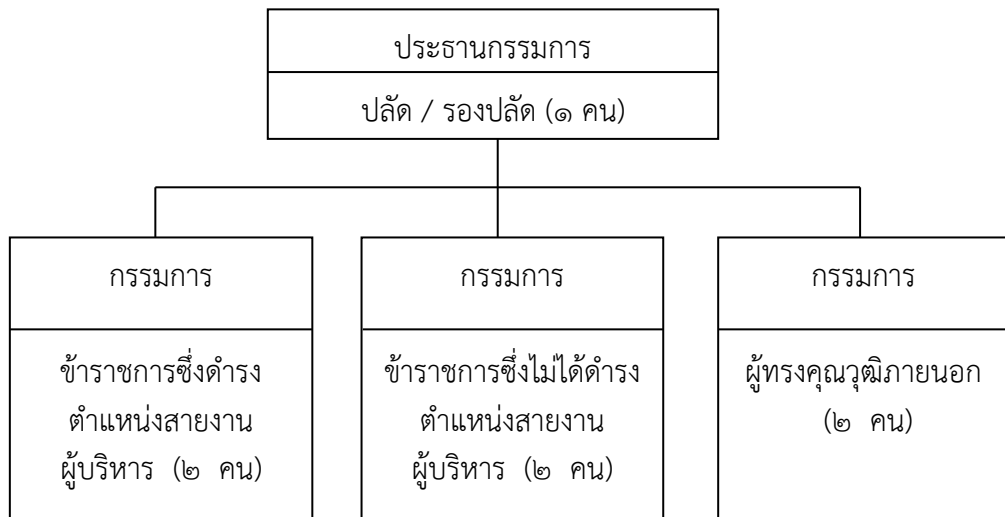 ประธานกรรมการ
ปลัด / รองปลัด (๑ คน)
กรรมการ
ข้าราชการซึ่งดำรง
ตำแหน่งสายงาน
ผู้บริหาร (๒ คน)
กรรมการ
ข้าราชการซึ่งไม่ได้ดำรง
ตำแหน่งสายงาน
ผู้บริหาร (๒ คน)
กรรมการ
ผู้ทรงคุณวุฒิภายนอก
(๒ คน)